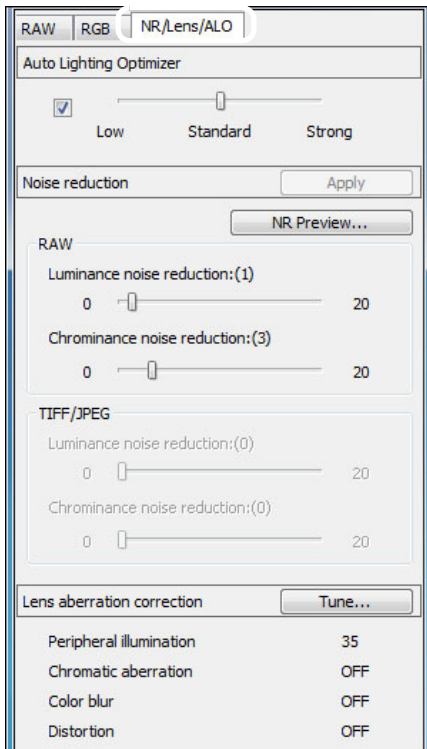 RAW RGB NR/Lens/ALO
Auto Lighting Optimizer
Low Standard Strong
Noise reduction Apply
NR Preview...
RAW
Luminance noise reduction:(1)
0 20
Chrominance noise reduction:(3)
0 20
TIFF/JPEG
Luminance noise reduction:(0)
0 20
Chrominance noise reduction:(0)
0 20
Lens aberration correction Tune...
Peripheral illumination 35
Chromatic aberration OFF
Color blur OFF
Distortion OFF